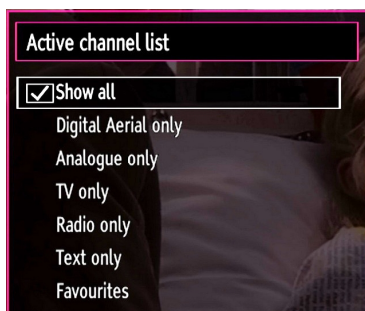 Active channel list
Show all
Digital Aerial only
Analogue only
TV only
Radio only
Text only
Favourites